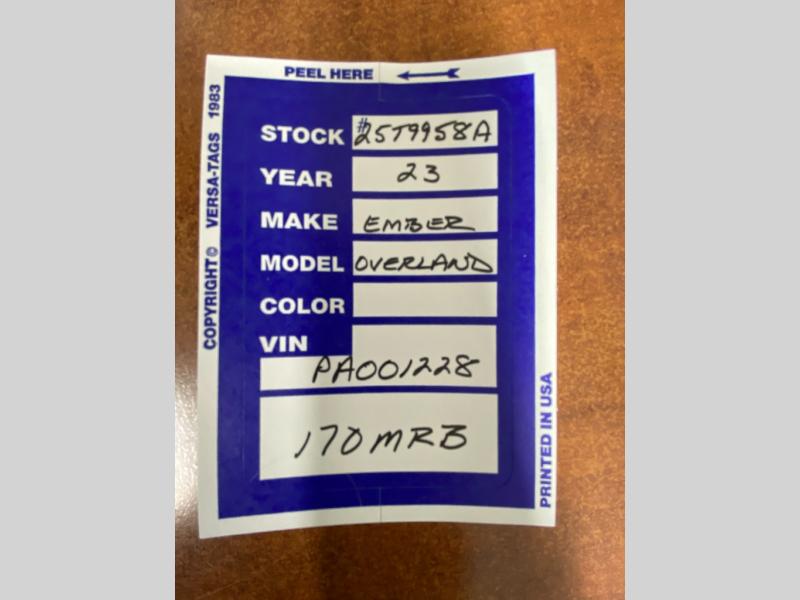 PEEL HERE
COPYRIGHT© VERSA-TAGS 1983
STOCK #25T9958A
YEAR 23
MAKE EMBER
MODEL OVERLAND
COLOR
VIN
PA001228
170MRB
PRINTED IN USA